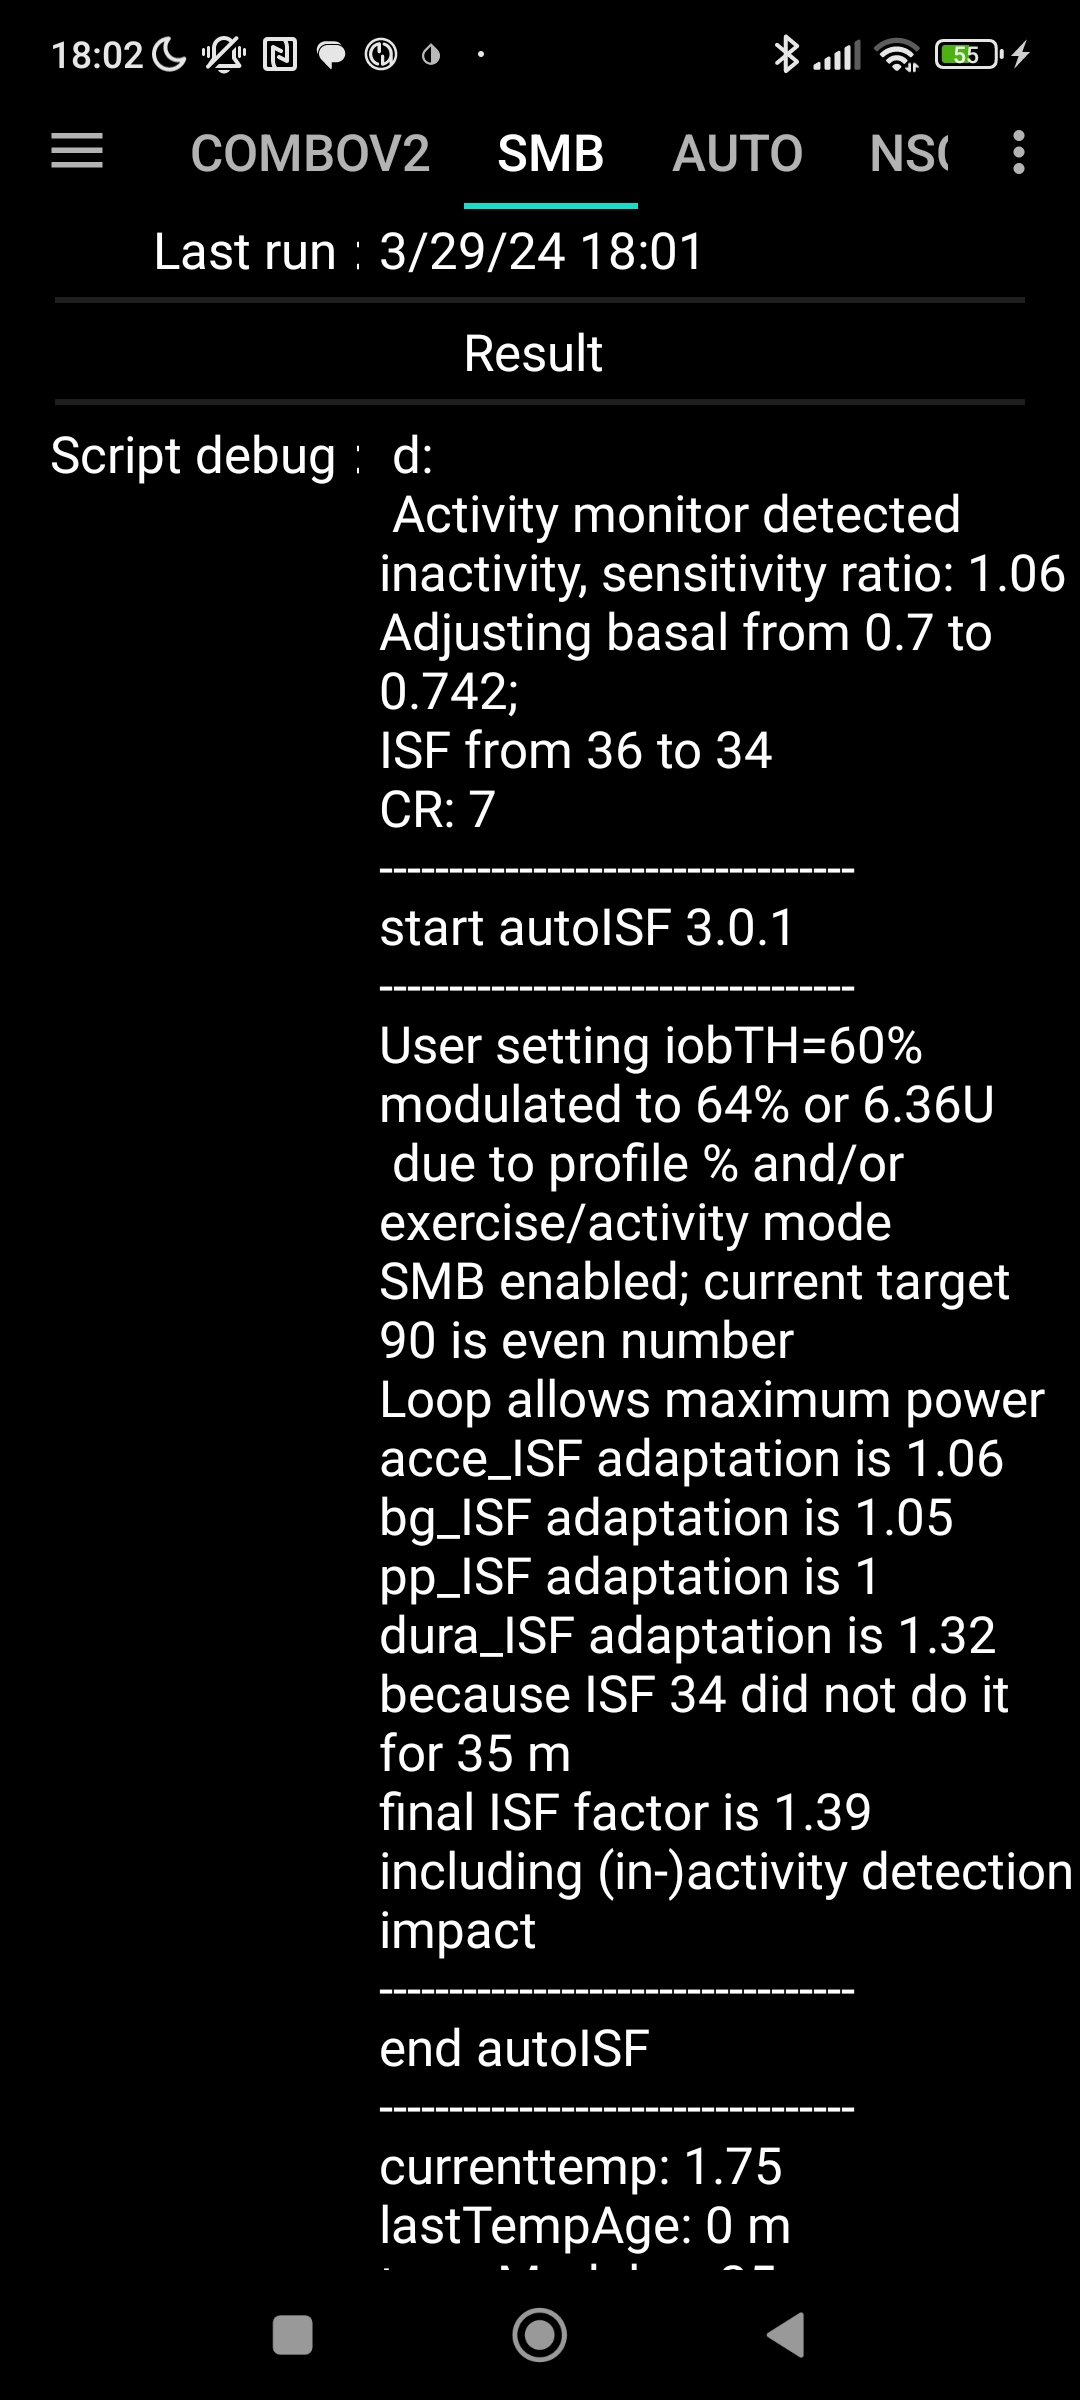 18:02
55
COMBOV2 SMB AUTO
Last run : 3/29/24 18:01
Result
Script debug : d:
Activity monitor detected
inactivity, sensitivity ratio: 1.06
Adjusting basal from 0.7 to
0.742;
ISF from 36 to 34
CR: 7
----------------------------------
start autoISF 3.0.1
----------------------------------
User setting iobTH=60%
modulated to 64% or 6.36U
due to profile % and/or
exercise/activity mode
SMB enabled; current target
90 is even number
Loop allows maximum power
acce_ISF adaptation is 1.06
bg_ISF adaptation is 1.05
pp_ISF adaptation is 1
dura_ISF adaptation is 1.32
because ISF 34 did not do it
for 35 m
final ISF factor is 1.39
including (in-)activity detection
impact
----------------------------------
end autoISF
----------------------------------
currenttemp: 1.75
lastTempAge: 0 m